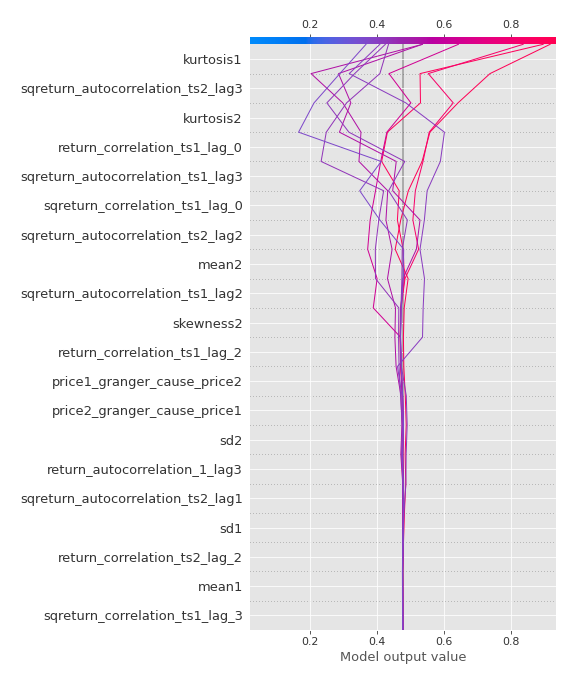 0.2 0.4 0.6 0.8
kurtosis1
sqreturn_autocorrelation_ts2_lag3
kurtosis2
return_correlation_ts1_lag_0
sqreturn_autocorrelation_ts1_lag3
sqreturn_correlation_ts1_lag_0
sqreturn_autocorrelation_ts2_lag2
mean2
sqreturn_autocorrelation_ts1_lag2
skewness2
return_correlation_ts1_lag_2
price1_granger_cause_price2
price2_granger_cause_price1
sd2
return_autocorrelation_1_lag3
sqreturn_autocorrelation_ts2_lag1
sd1
return_correlation_ts2_lag_2
mean1
sqreturn_correlation_ts1_lag_3
0.2 0.4 0.6 0.8
Model output value